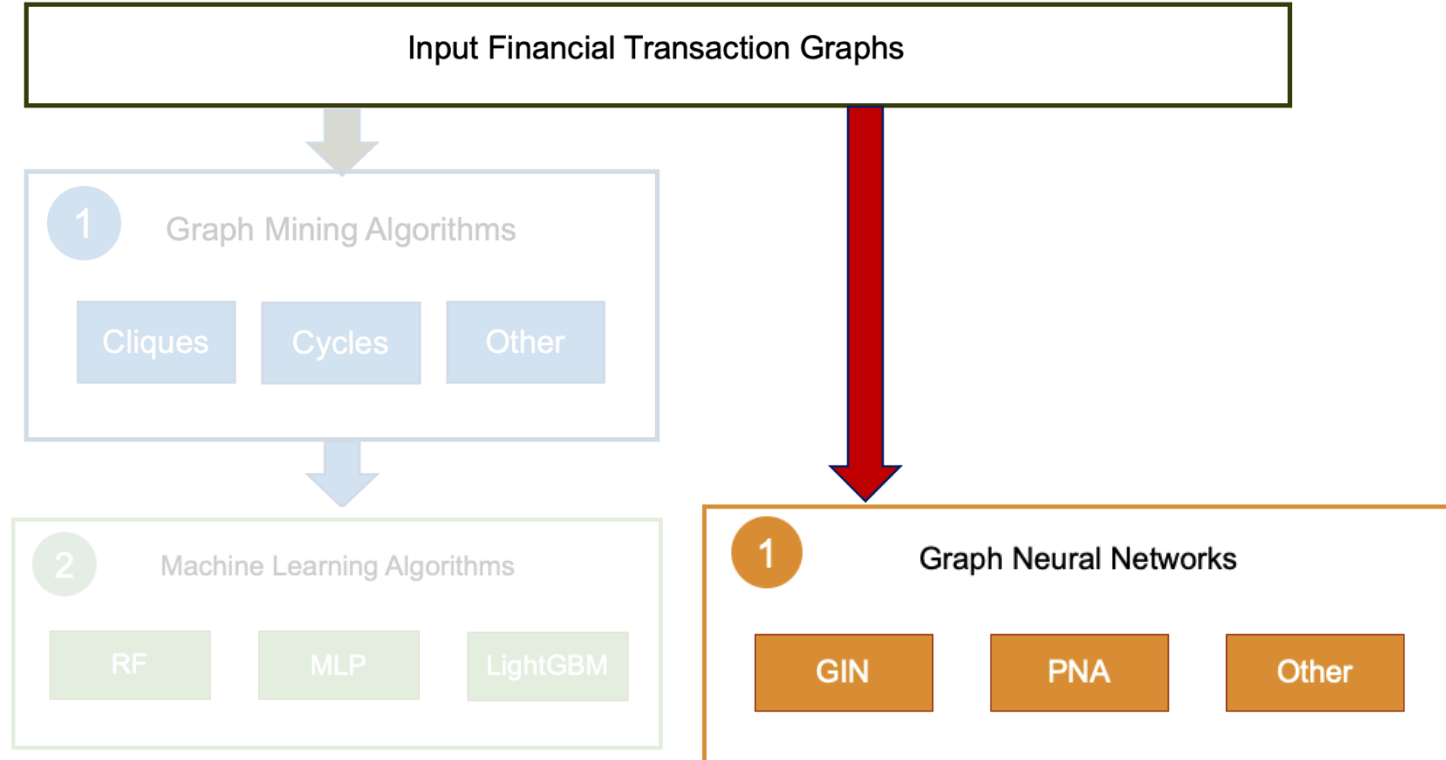 Input Financial Transaction Graphs
1
Graph Mining Algorithms
Cliques
Cycles
Other
2
Machine Learning Algorithms
RF
MLP
LightGBM
1
Graph Neural Networks
GIN
PNA
Other